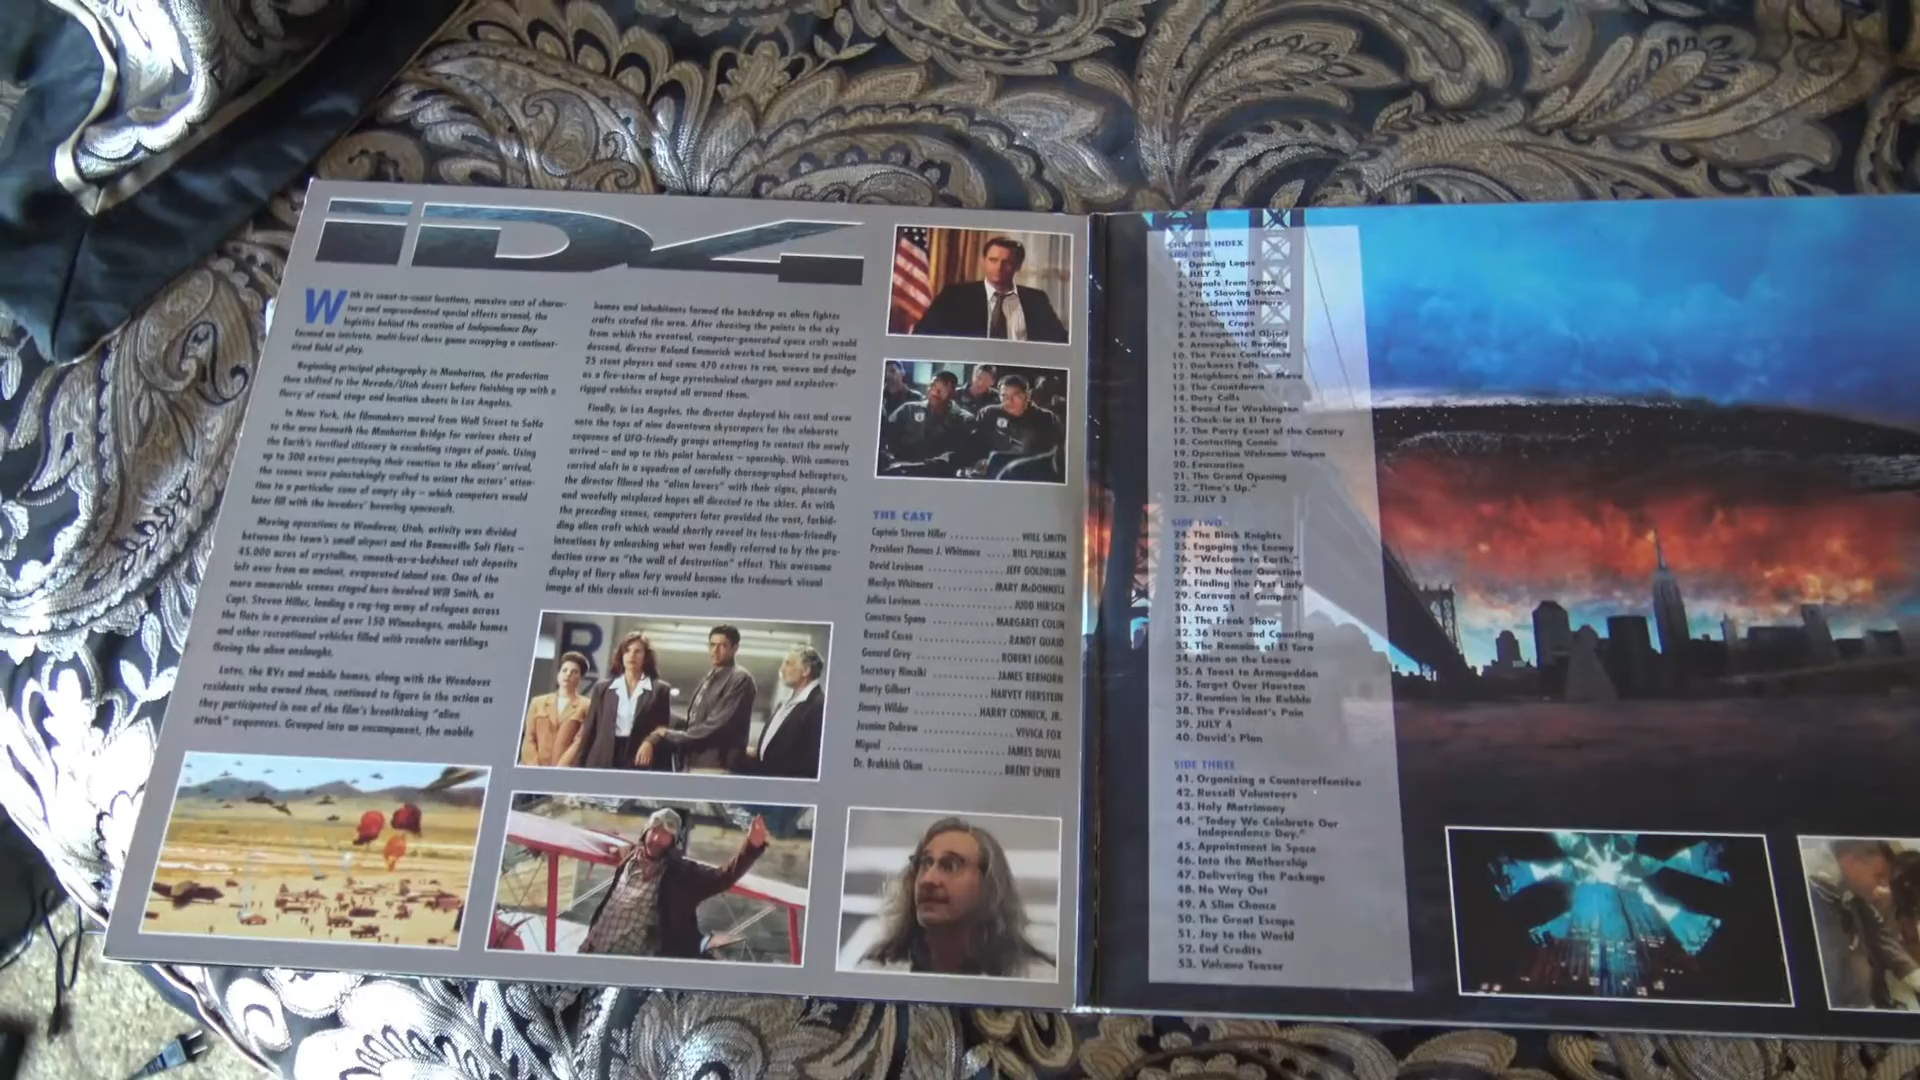 iD4
With its coast-to-coast locations, massive cast of charac-
ters and unprecedented special effects arsenal, the
logistics behind the creation of Independence Day
formed an intricate, multi-level chess game occupying a continent-
sized field of play.
Beginning principal photography in Manhattan, the production
then shifted to the Nevada/Utah desert before finishing up with a
flurry of sound stage and location shoots in Los Angeles.
In New York, the filmmakers moved from Wall Street to SoHo
to the area beneath the Manhattan Bridge for various shots of
the Earth's terrified citizenry in escalating stages of panic. Using
up to 300 extras portraying their reaction to the aliens' arrival,
the scenes were painstakingly crafted to orient the actors' atten-
tion to a particular zone of empty sky — which computers would
later fill with the invaders' hovering spacecraft.
Moving operations to Wendover, Utah, activity was divided
between the town's small airport and the Bonneville Salt Flats —
45,000 acres of crystalline, smooth-as-a-bedsheet salt deposits
left over from an ancient, evaporated inland sea. One of the
more memorable scenes staged here involved Will Smith, as
Capt. Steven Hiller, leading a rag-tag army of refugees across
the flats in a procession of over 150 Winnebagos, mobile homes
and other recreational vehicles filled with resolute earthlings
fleeing the alien onslaught.
Later, the RVs and mobile homes, along with the Wendover
residents who owned them, continued to figure in the action as
they participated in one of the film's breathtaking "alien
attack" sequences. Grouped into an encampment, the mobile
homes and inhabitants formed the backdrop as alien fighter
crafts strafed the area. After choosing the points in the sky
from which the eventual, computer-generated space craft would
descend, director Roland Emmerich worked backward to position
25 stunt players and some 470 extras to run, weave and dodge
as a fire-storm of huge pyrotechnical charges and explosive-
rigged vehicles erupted all around them.
Finally, in Los Angeles, the director deployed his cast and crew
onto the tops of nine downtown skyscrapers for the elaborate
sequence of UFO-friendly groups attempting to contact the newly
arrived — and up to this point harmless — spaceship. With cameras
carried aloft in a squadron of carefully choreographed helicopters,
the director filmed the "alien lovers" with their signs, placards
and woefully misplaced hopes all directed to the skies. As with
the preceding scenes, computers later provided the vast, forbid-
ding alien craft which would shortly reveal its less-than-friendly
intentions by unleashing what was fondly referred to by the pro-
duction crew as "the wall of destruction" effect. This awesome
display of fiery alien fury would become the trademark visual
image of this classic sci-fi invasion epic.
THE CAST
Captain Steven Hiller .......... WILL SMITH
President Thomas J. Whitmore ..... BILL PULLMAN
David Levinson .......... JEFF GOLDBLUM
Marilyn Whitmore .......... MARY McDONNELL
Julius Levinson .......... JUDD HIRSCH
Constance Spano .......... MARGARET COLIN
Russell Casse .......... RANDY QUAID
General Grey .......... ROBERT LOGGIA
Secretary Nimziki .......... JAMES REBHORN
Marty Gilbert .......... HARVEY FIERSTEIN
Jimmy Wilder .......... HARRY CONNICK, JR.
Jasmine Dubrow .......... VIVICA FOX
Miguel .......... JAMES DUVAL
Dr. Brakkish Okun .......... BRENT SPINER
CHAPTER INDEX
SIDE ONE
1. Opening Logos
2. JULY 2
3. Signals from Space
4. "It's Slowing Down."
5. President Whitmore
6. The Chessmen
7. Dusting Crops
8. A Fragmented Object
9. Atmospheric Burning
10. The Press Conference
11. Darkness Falls
12. Neighbors on the Move
13. The Countdown
14. Duty Calls
15. Bound for Washington
16. Check-in at El Toro
17. The Party Event of the Century
18. Contacting Connie
19. Operation Welcome Wagon
20. Evacuation
21. The Grand Opening
22. "Time's Up."
23. JULY 3
SIDE TWO
24. The Black Knights
25. Engaging the Enemy
26. "Welcome to Earth."
27. The Nuclear Question
28. Finding the First Lady
29. Caravan of Campers
30. Area 51
31. The Freak Show
32. 36 Hours and Counting
33. The Remains of El Toro
34. Alien on the Loose
35. A Toast to Armageddon
36. Target Over Houston
37. Reunion in the Rubble
38. The President's Pain
39. JULY 4
40. David's Plan
SIDE THREE
41. Organizing a Counteroffensive
42. Russell Volunteers
43. Holy Matrimony
44. "Today We Celebrate Our
Independence Day."
45. Appointment in Space
46. Into the Mothership
47. Delivering the Package
48. No Way Out
49. A Slim Chance
50. The Great Escape
51. Joy to the World
52. End Credits
53. Volcano Teaser